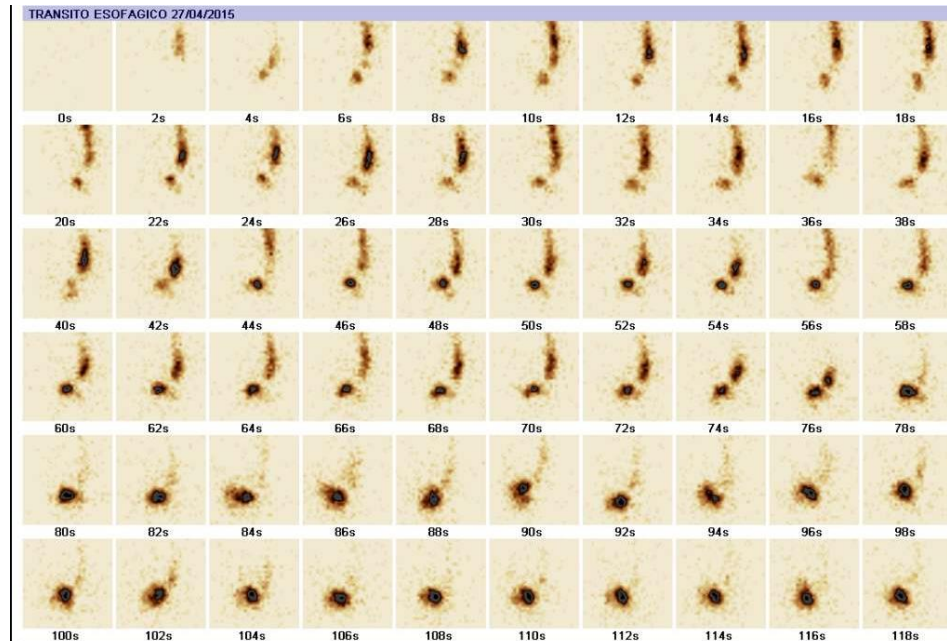 TRANSITO ESOFAGICO 27/04/2015
0s 2s 4s 6s 8s 10s 12s 14s 16s 18s
20s 22s 24s 26s 28s 30s 32s 34s 36s 38s
40s 42s 44s 46s 48s 50s 52s 54s 56s 58s
60s 62s 64s 66s 68s 70s 72s 74s 76s 78s
80s 82s 84s 86s 88s 90s 92s 94s 96s 98s
100s 102s 104s 106s 108s 110s 112s 114s 116s 118s